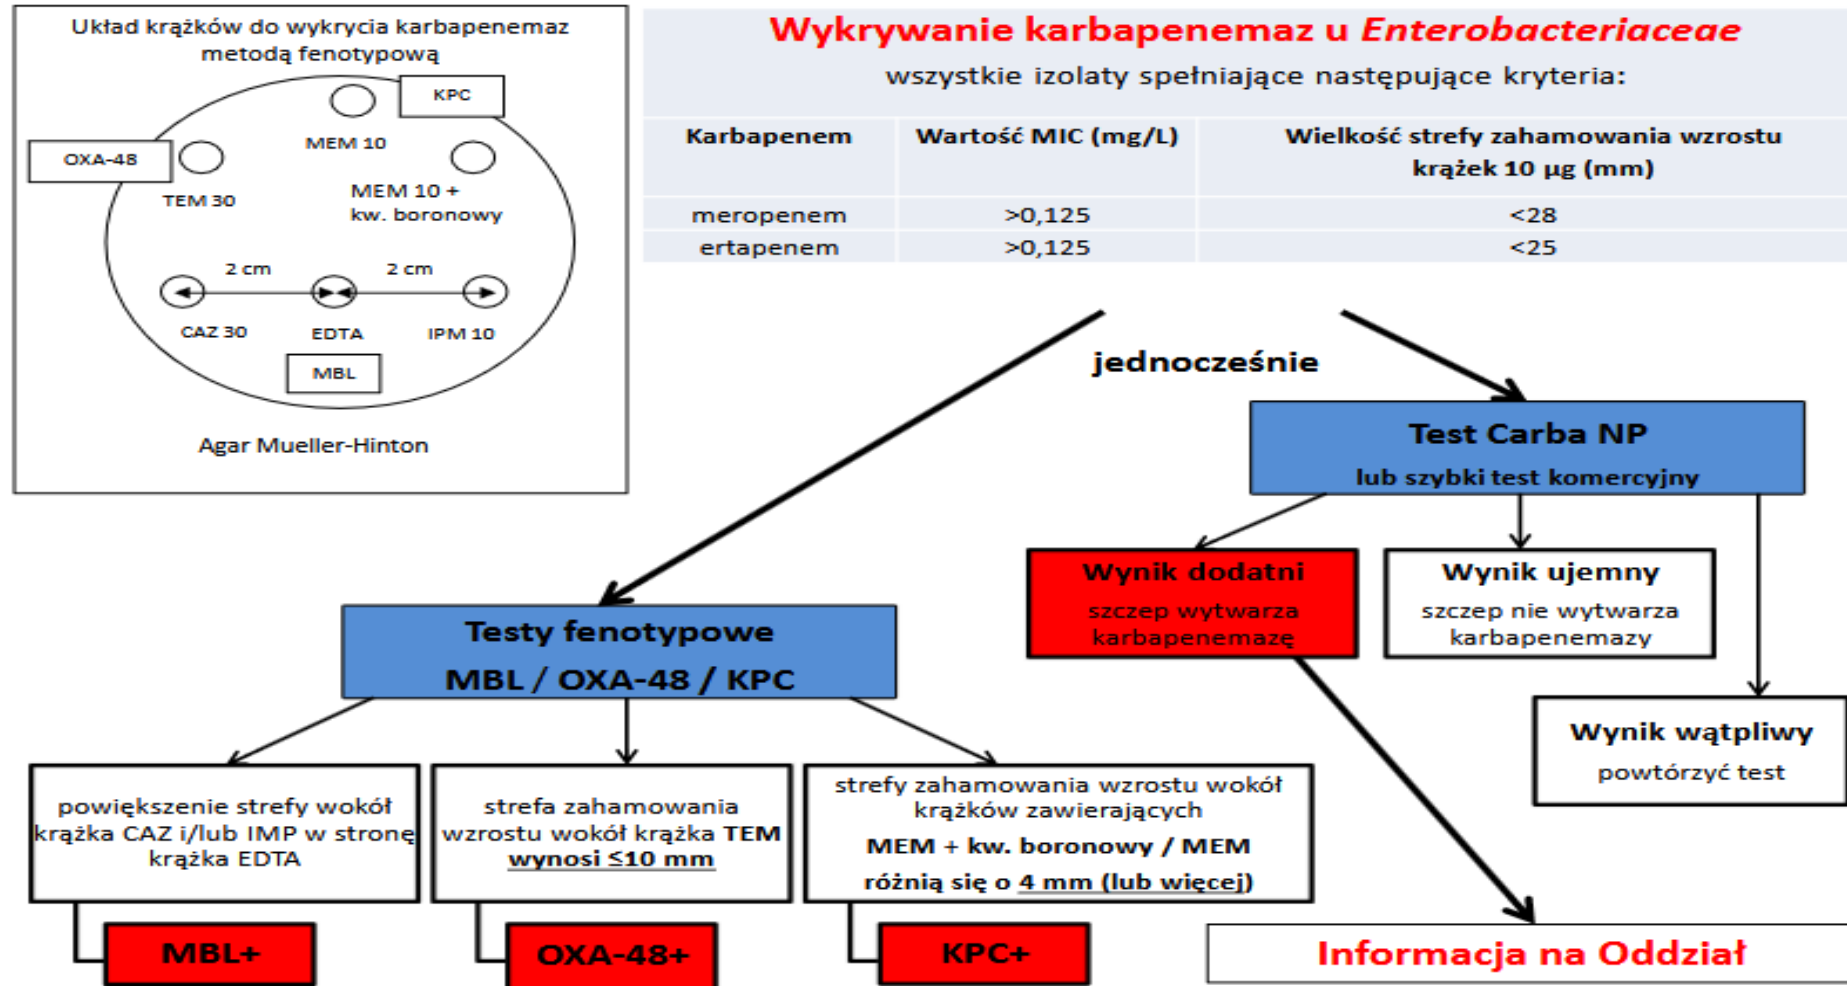 Układ krążków do wykrycia karbapenemaz
metodą fenotypową
KPC
OXA-48
MEM 10
TEM 30
MEM 10 +
kw. boronowy
2 cm
2 cm
CAZ 30
EDTA
IPM 10
MBL
Agar Mueller-Hinton
Wykrywanie karbapenemaz u Enterobacteriaceae
wszystkie izolaty spełniające następujące kryteria:
Karbapenem
Wartość MIC (mg/L)
Wielkość strefy zahamowania wzrostu
krążek 10 µg (mm)
meropenem
>0,125
<28
ertapenem
>0,125
<25
jednocześnie
Test Carba NP
lub szybki test komercyjny
Wynik dodatni
szczep wytwarza
karbapenemazę
Wynik ujemny
szczep nie wytwarza
karbapenemazy
Wynik wątpliwy
powtórzyć test
Testy fenotypowe
MBL / OXA-48 / KPC
powiększenie strefy wokół
krążka CAZ i/lub IMP w stronę
krążka EDTA
strefa zahamowania
wzrostu wokół krążka TEM
wynosi ≤10 mm
strefy zahamowania wzrostu wokół
krążków zawierających
MEM + kw. boronowy / MEM
różnią się o 4 mm (lub więcej)
MBL+
OXA-48+
KPC+
Informacja na Oddział